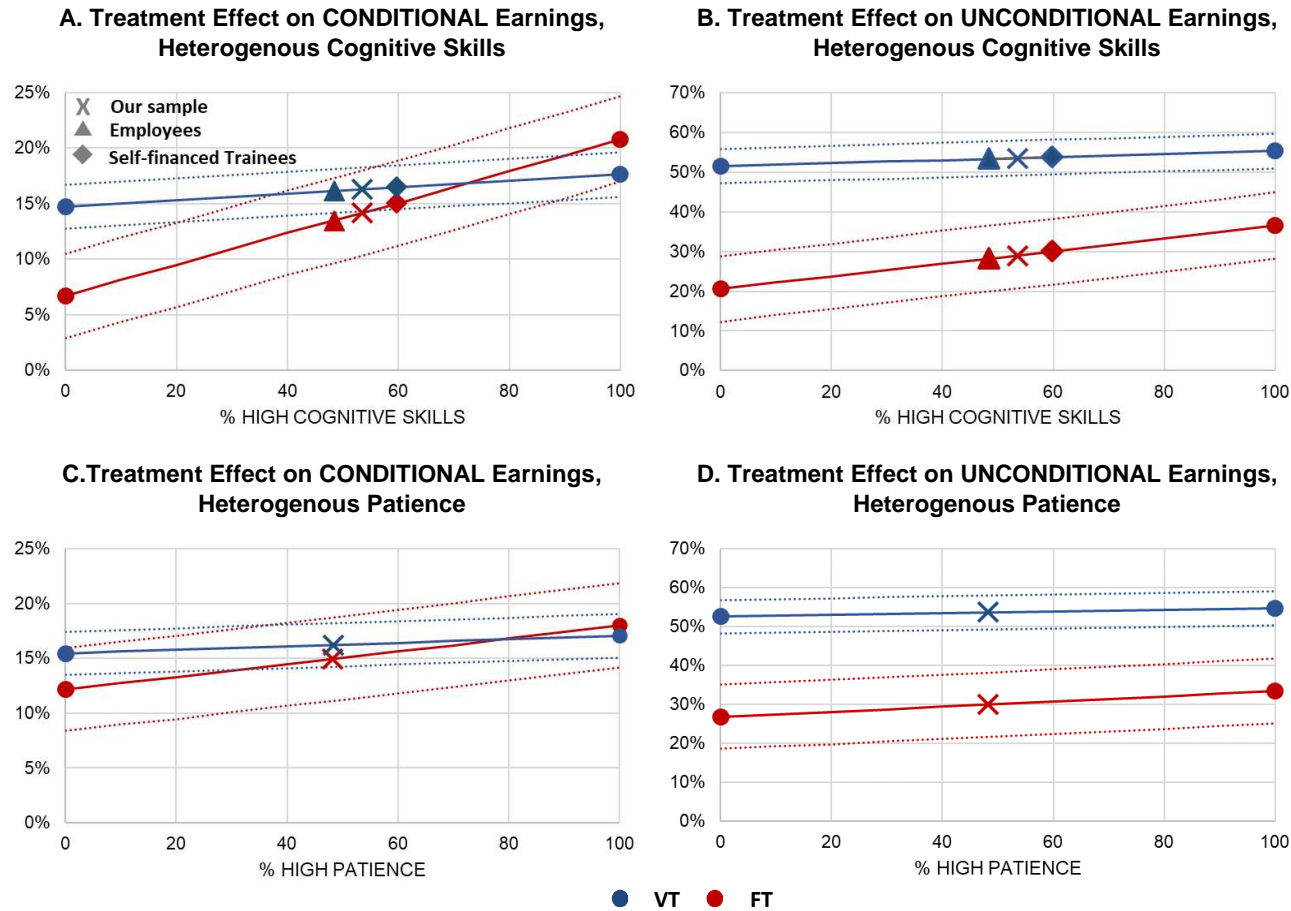 A. Treatment Effect on CONDITIONAL Earnings,
Heterogenous Cognitive Skills
25%
20%
15%
10%
5%
0%
Our sample
Employees
Self-financed Trainees
0 20 40 60 80 100
% HIGH COGNITIVE SKILLS
B. Treatment Effect on UNCONDITIONAL Earnings,
Heterogenous Cognitive Skills
70%
60%
50%
40%
30%
20%
10%
0%
0 20 40 60 80 100
% HIGH COGNITIVE SKILLS
C.Treatment Effect on CONDITIONAL Earnings,
Heterogenous Patience
25%
20%
15%
10%
5%
0%
0 20 40 60 80 100
% HIGH PATIENCE
D. Treatment Effect on UNCONDITIONAL Earnings,
Heterogenous Patience
70%
60%
50%
40%
30%
20%
10%
0%
0 20 40 60 80 100
% HIGH PATIENCE
VT FT